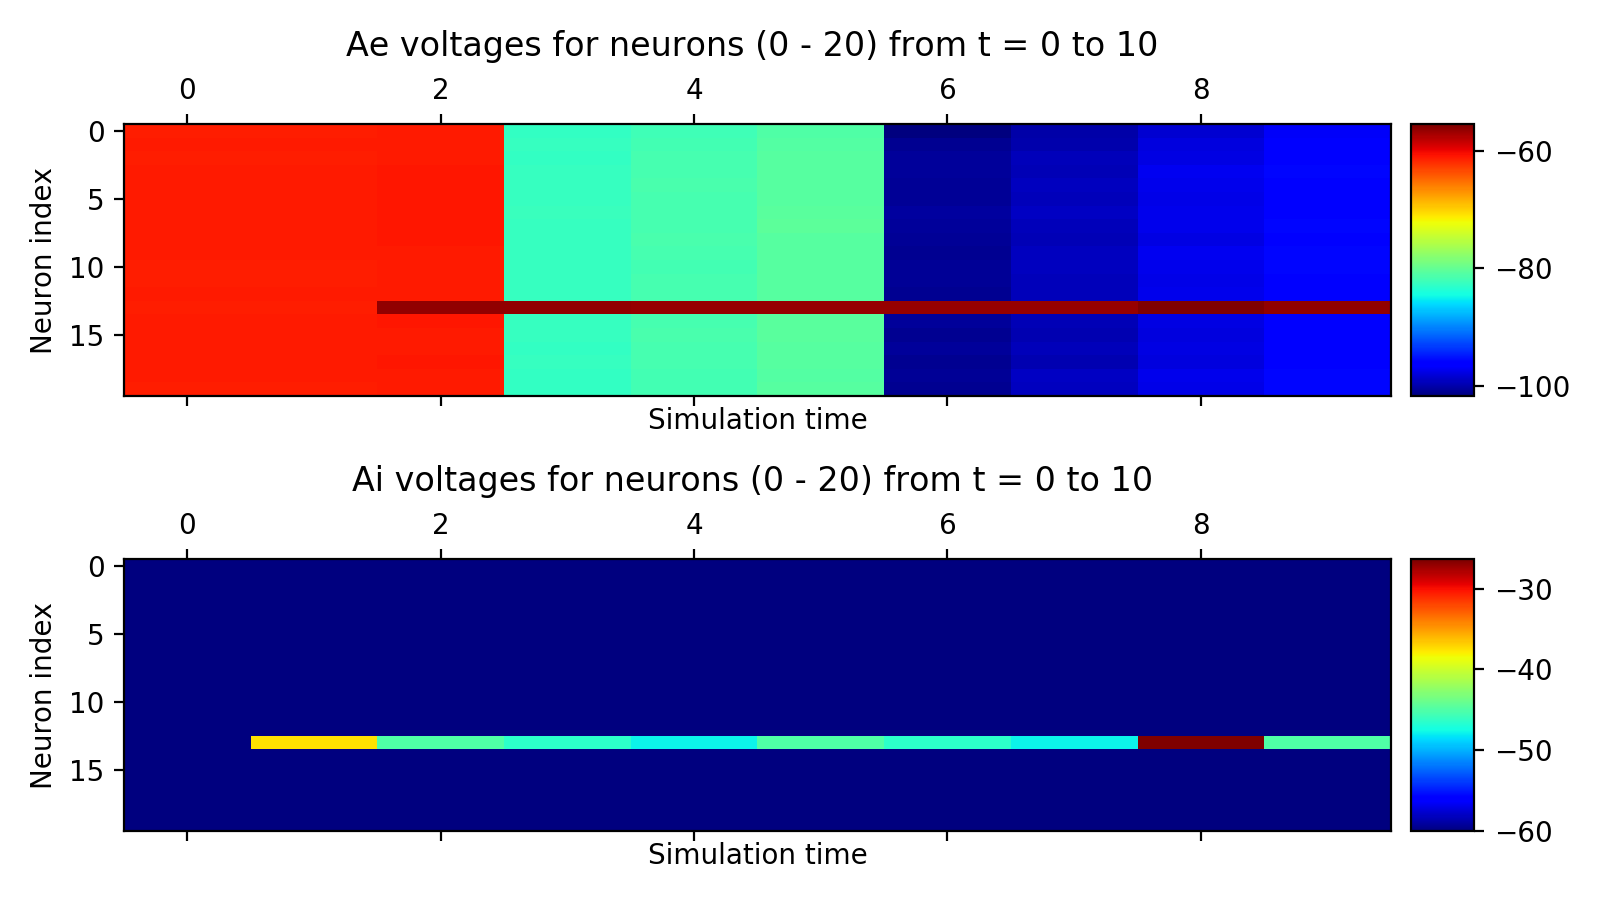 Ae voltages for neurons (0 - 20) from t = 0 to 10
0 2 4 6 8
Neuron index
0
5
10
15
−60
−80
−100
Simulation time
Ai voltages for neurons (0 - 20) from t = 0 to 10
0 2 4 6 8
Neuron index
0
5
10
15
−30
−40
−50
−60
Simulation time